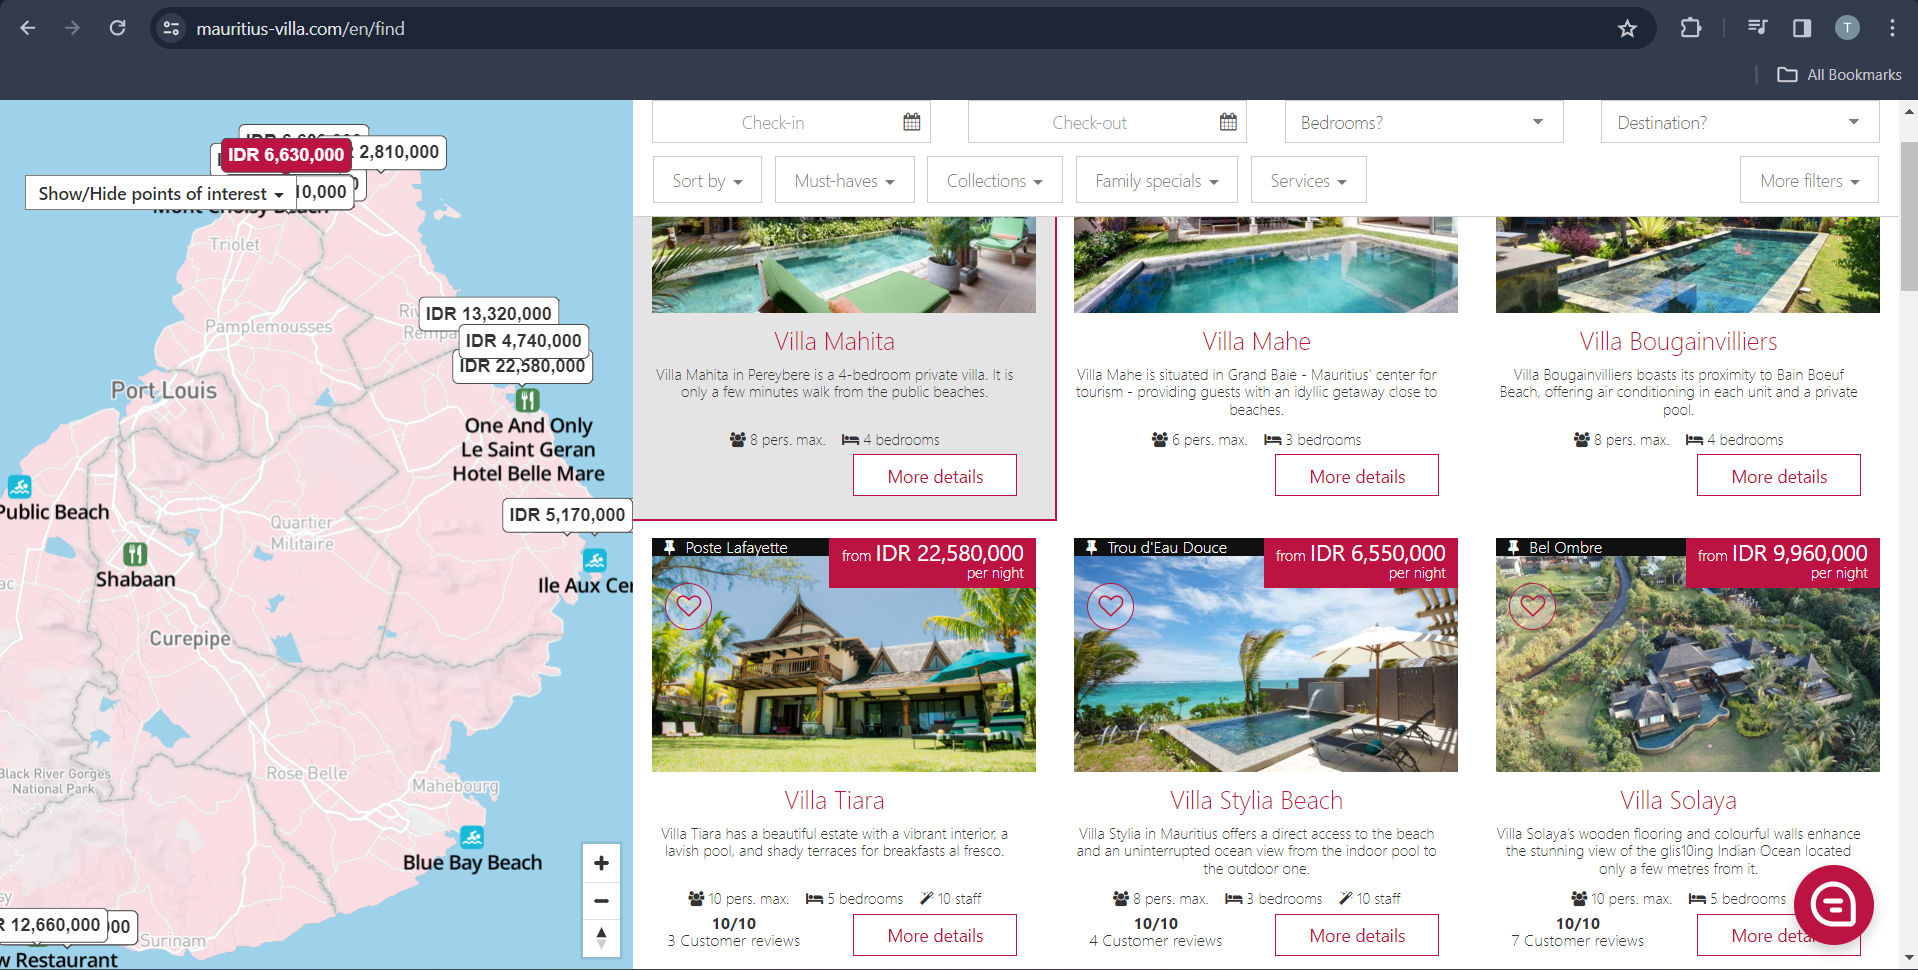 mauritius-villa.com/en/find
T
All Bookmarks
IDR 6,630,000
2,810,000
Show/Hide points of interest
Triolet
Pamplemousses
IDR 13,320,000
IDR 4,740,000
IDR 22,580,000
Port Louis
One And Only
Le Saint Geran
Hotel Belle Mare
Public Beach
IDR 5,170,000
Quartier
Militaire
Shabaan
Ile Aux Cer
Curepipe
Black River Gorges
National Park
Rose Belle
Mahebourg
Blue Bay Beach
12,660,000
Surinam
w Restaurant
+
−
Check-in
Check-out
Bedrooms?
Destination?
Sort by
Must-haves
Collections
Family specials
Services
More filters
Villa Mahita
Villa Mahita in Pereybere is a 4-bedroom private villa. It is
only a few minutes walk from the public beaches.
8 pers. max. 4 bedrooms
More details
Villa Mahe
Villa Mahe is situated in Grand Baie - Mauritius' center for
tourism - providing guests with an idyllic getaway close to
beaches.
6 pers. max. 3 bedrooms
More details
Villa Bougainvilliers
Villa Bougainvilliers boasts its proximity to Bain Boeuf
Beach, offering air conditioning in each unit and a private
pool.
8 pers. max. 4 bedrooms
More details
Poste Lafayette
from IDR 22,580,000
per night
Villa Tiara
Villa Tiara has a beautiful estate with a vibrant interior, a
lavish pool, and shady terraces for breakfasts al fresco.
10 pers. max. 5 bedrooms 10 staff
10/10
3 Customer reviews
More details
Trou d'Eau Douce
from IDR 6,550,000
per night
Villa Stylia Beach
Villa Stylia in Mauritius offers a direct access to the beach
and an uninterrupted ocean view from the indoor pool to
the outdoor one.
8 pers. max. 3 bedrooms 10 staff
10/10
4 Customer reviews
More details
Bel Ombre
from IDR 9,960,000
per night
Villa Solaya
Villa Solaya's wooden flooring and colourful walls enhance
the stunning view of the glis10ing Indian Ocean located
only a few metres from it.
10 pers. max. 5 bedrooms
10/10
7 Customer reviews
More deta